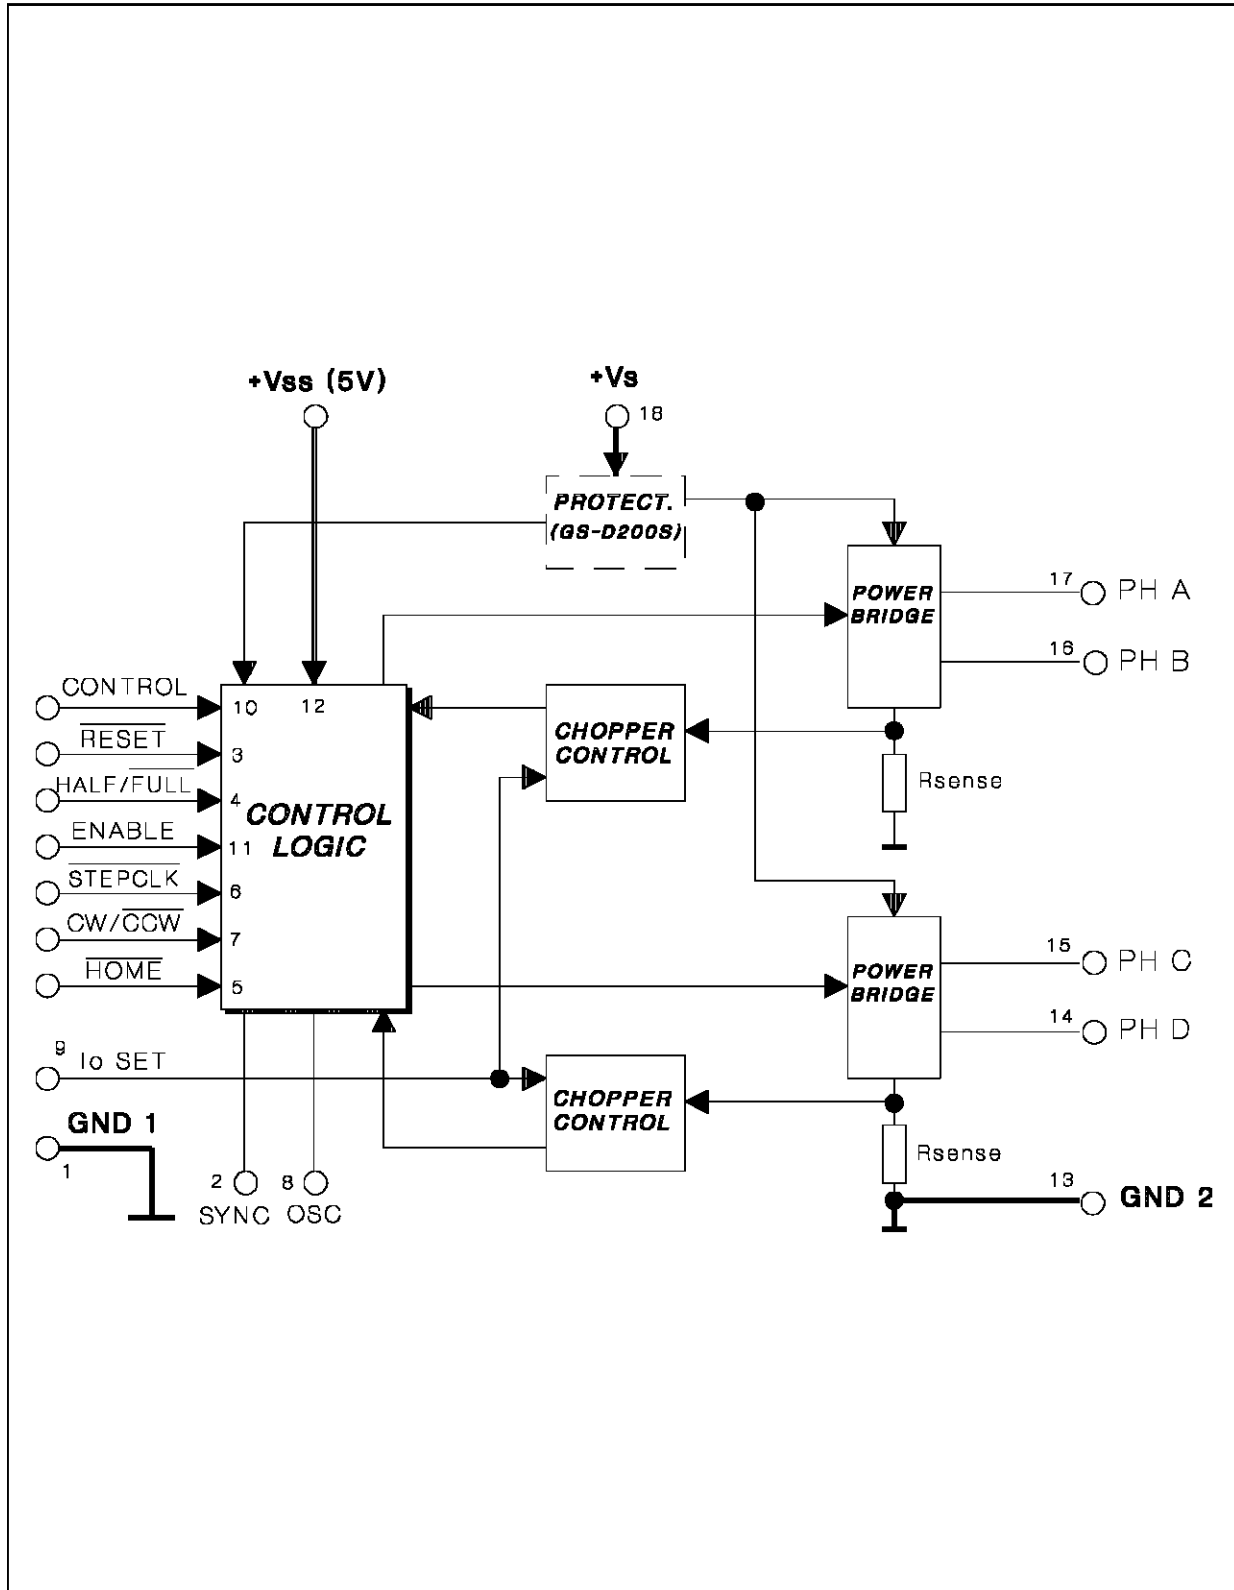 +Vss (5V)
+Vs
18
PROTECT.
(GS-D200S)
POWER
BRIDGE
17
PH A
16
PH B
CONTROL
10
12
RESET
3
HALF/FULL
4
ENABLE
11
STEPCLK
6
CW/CCW
7
HOME
5
CONTROL
LOGIC
CHOPPER
CONTROL
Rsense
POWER
BRIDGE
15
PH C
14
PH D
9
Io SET
CHOPPER
CONTROL
Rsense
GND 1
1
2
8
SYNC
OSC
13
GND 2